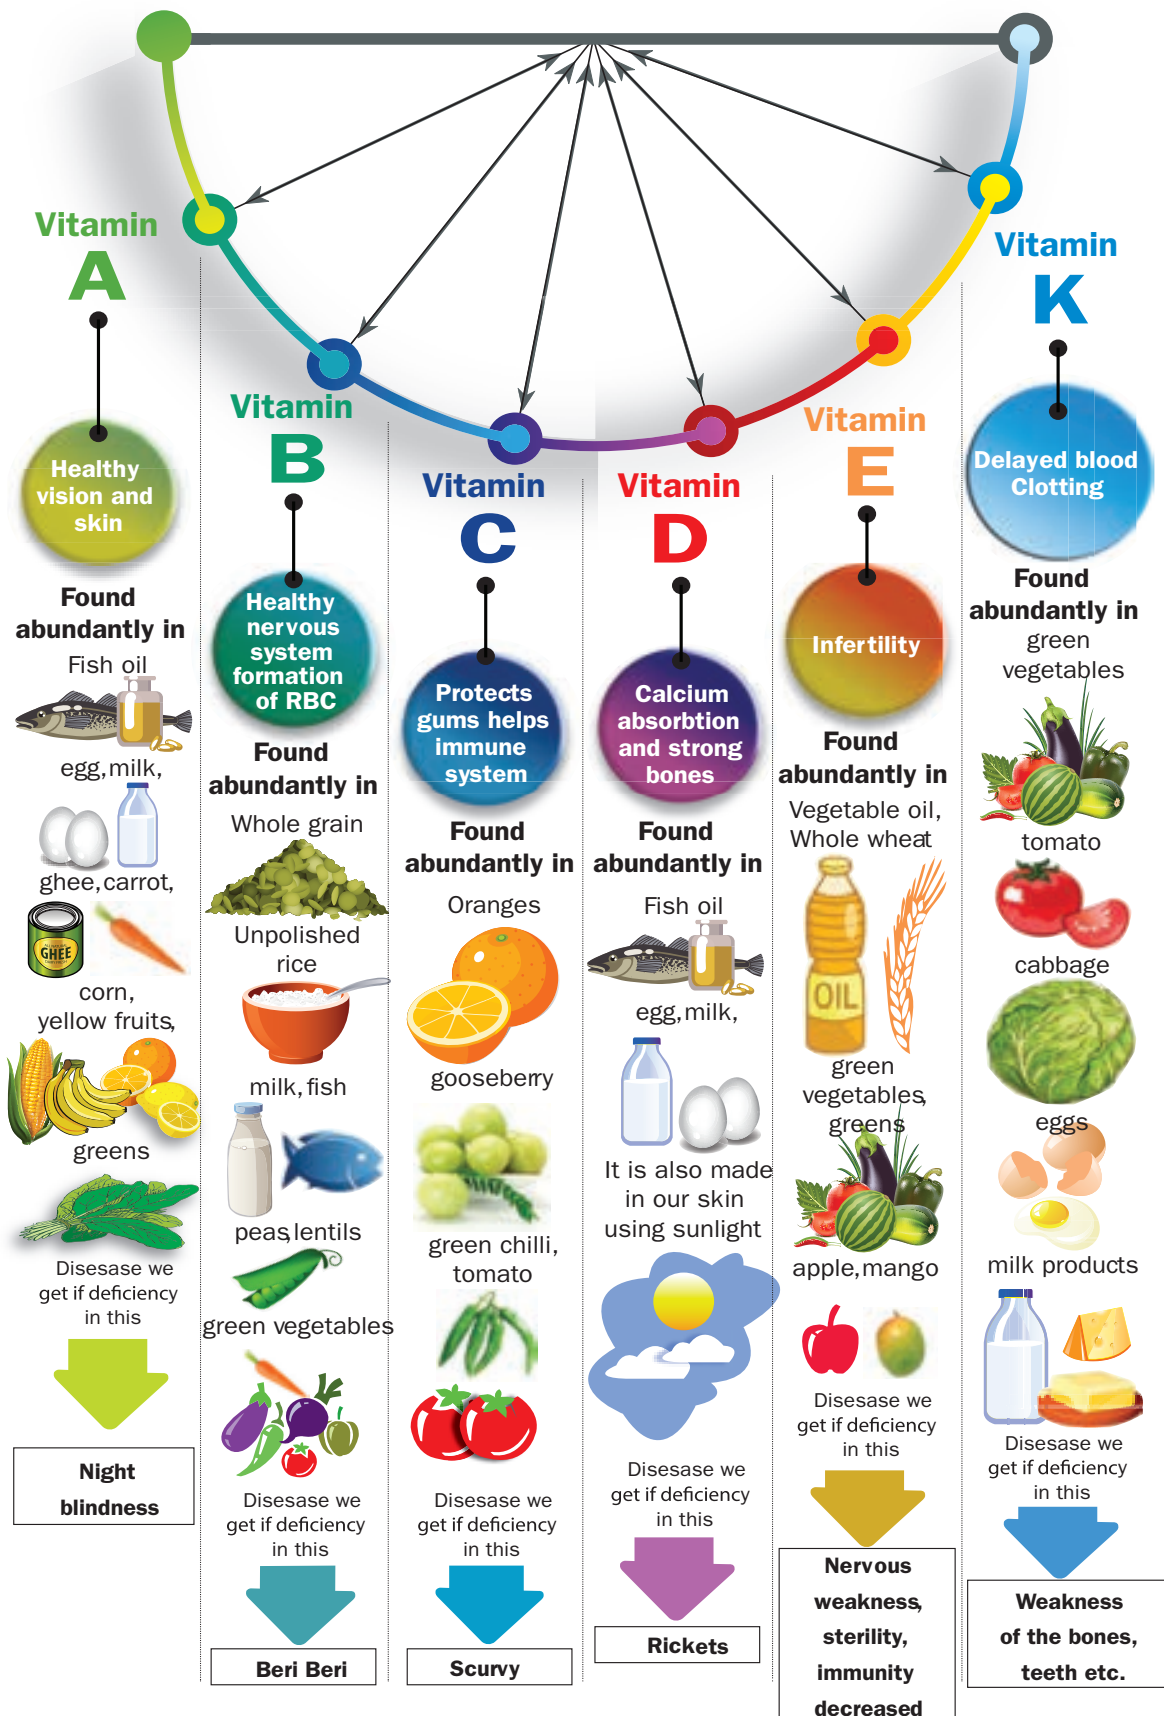 Vitamin
A
Healthy
vision and
skin
Found
abundantly in
Fish oil
egg, milk,
ghee, carrot,
GHEE
corn,
yellow fruits,
greens
Disesase we
get if deficiency
in this
Night
blindness
Vitamin
B
Healthy
nervous
system
formation
of RBC
Found
abundantly in
Whole grain
Unpolished
rice
milk, fish
peas, lentils
green vegetables
Disesase we
get if deficiency
in this
Beri Beri
Vitamin
C
Protects
gums helps
immune
system
Found
abundantly in
Oranges
gooseberry
green chilli,
tomato
Disesase we
get if deficiency
in this
Scurvy
Vitamin
D
Calcium
absorbtion
and strong
bones
Found
abundantly in
Fish oil
egg, milk,
It is also made
in our skin
using sunlight
Disesase we
get if deficiency
in this
Rickets
Vitamin
E
Infertility
Found
abundantly in
Vegetable oil,
Whole wheat
OIL
green
vegetables,
greens
apple, mango
Disesase we
get if deficiency
in this
Nervous
weakness,
sterility,
immunity
decreased
Vitamin
K
Delayed blood
Clotting
Found
abundantly in
green
vegetables
tomato
cabbage
eggs
milk products
Disesase we
get if deficiency
in this
Weakness
of the bones,
teeth etc.